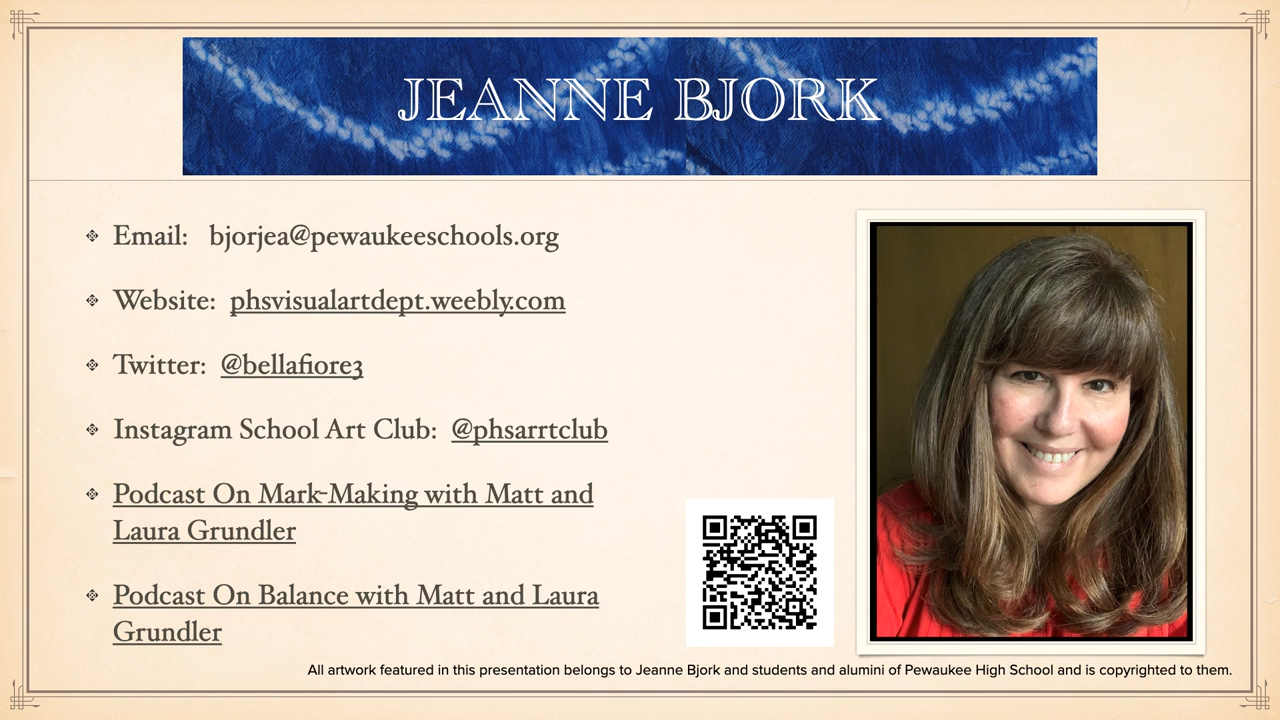 JEANNE BJORK
Email: bjorjea@pewaukeeschools.org
Website: phsvisualartdept.weebly.com
Twitter: @bellafiore3
Instagram School Art Club: @phsarrtclub
Podcast On Mark-Making with Matt and
Laura Grundler
Podcast On Balance with Matt and Laura
Grundler
All artwork featured in this presentation belongs to Jeanne Bjork and students and alumini of Pewaukee High School and is copyrighted to them.